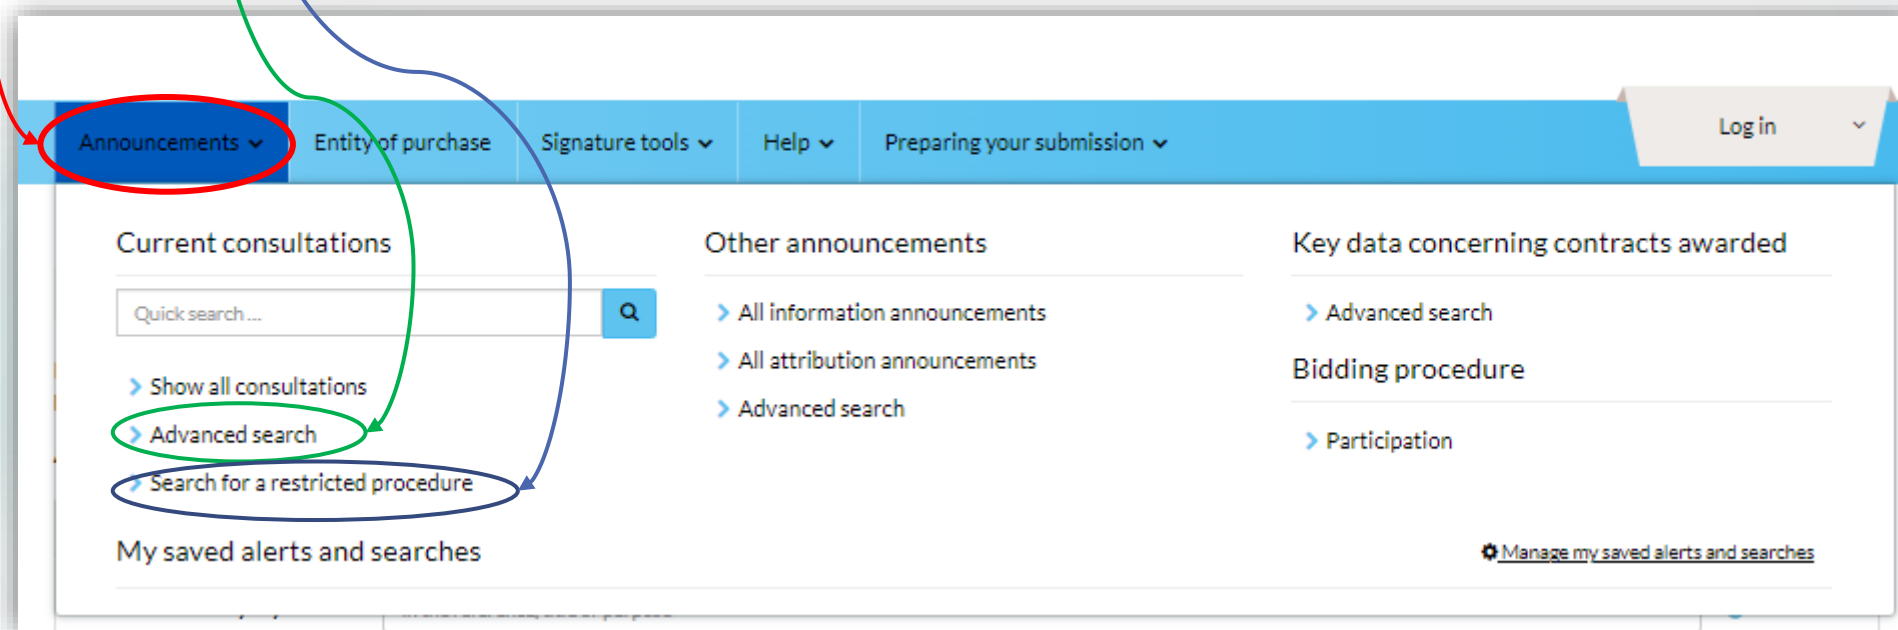 Announcements
Entity of purchase
Signature tools
Help
Preparing your submission
Log in
Current consultations
Quick search ...
Show all consultations
Advanced search
Search for a restricted procedure
Other announcements
All information announcements
All attribution announcements
Advanced search
Key data concerning contracts awarded
Advanced search
Bidding procedure
Participation
My saved alerts and searches
Manage my saved alerts and searches